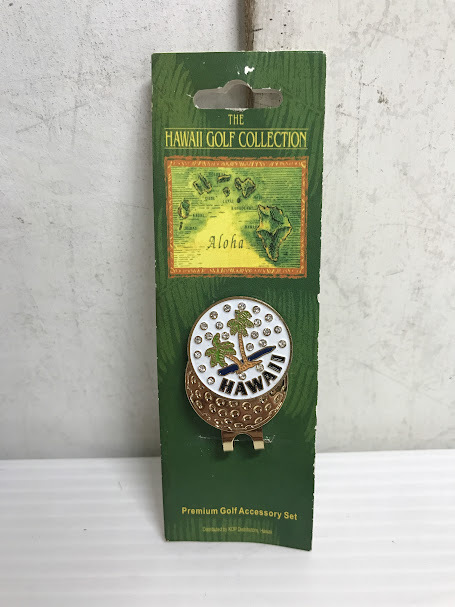 THE
HAWAII GOLF COLLECTION
Aloha
HAWAII
Premium Golf Accessory Set